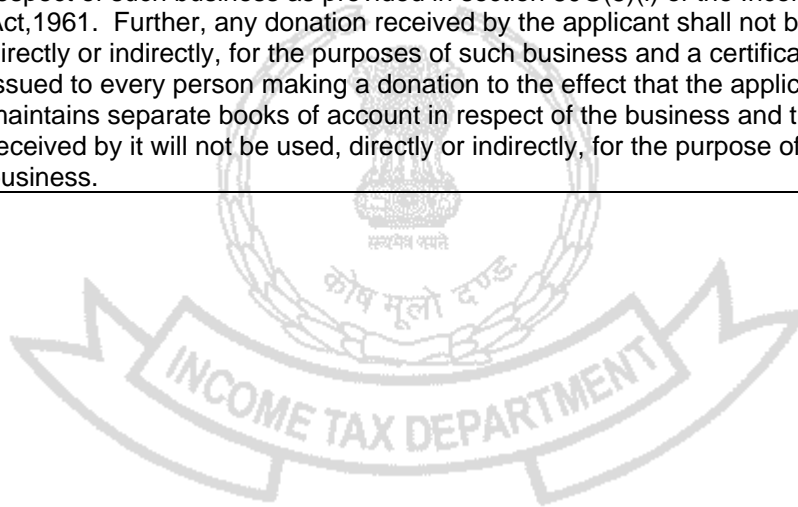 respect of such business as provided in section 80G(5)(i) of the Income
Act,1961. Further, any donation received by the applicant shall not b
directly or indirectly, for the purposes of such business and a certifica
issued to every person making a donation to the effect that the applic
maintains separate books of account in respect of the business and t
received by it will not be used, directly or indirectly, for the purpose of
business.
सत्यमेव जयते
कोष मूलो दण्ड:
INCOME TAX DEPARTMENT